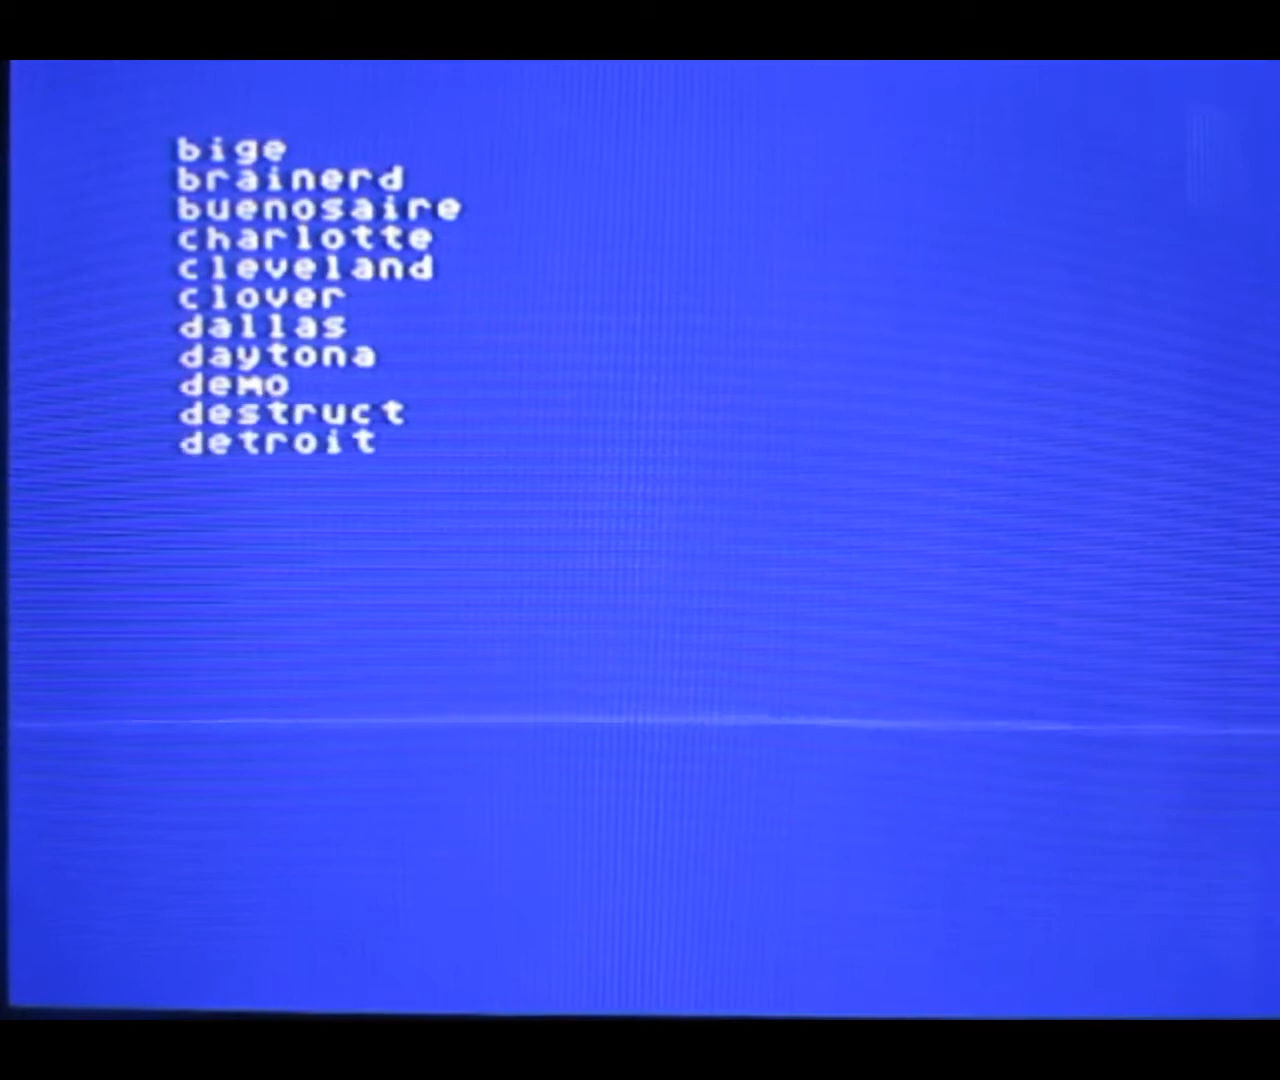 bige
brainerd
buenosaire
charlotte
cleveland
clover
dallas
daytona
demo
destruct
detroit